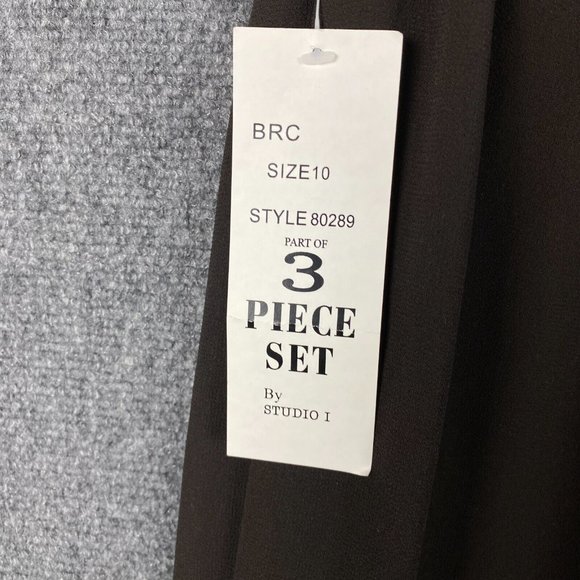 BRC
SIZE10
STYLE 80289
PART OF
3
PIECE
SET
By
STUDIO I